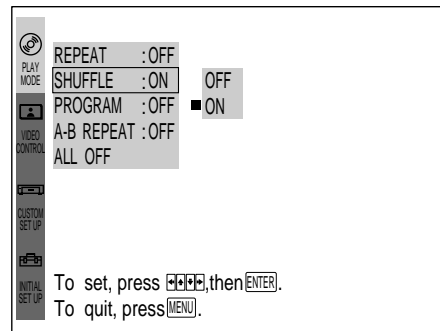 PLAY
MODE
VIDEO
CONTROL
CUSTOM
SET UP
INITIAL
SET UP
REPEAT :OFF
SHUFFLE :ON OFF
PROGRAM :OFF ■ ON
A-B REPEAT :OFF
ALL OFF
To set, press ←↑↓→,then ENTER.
To quit, press MENU.